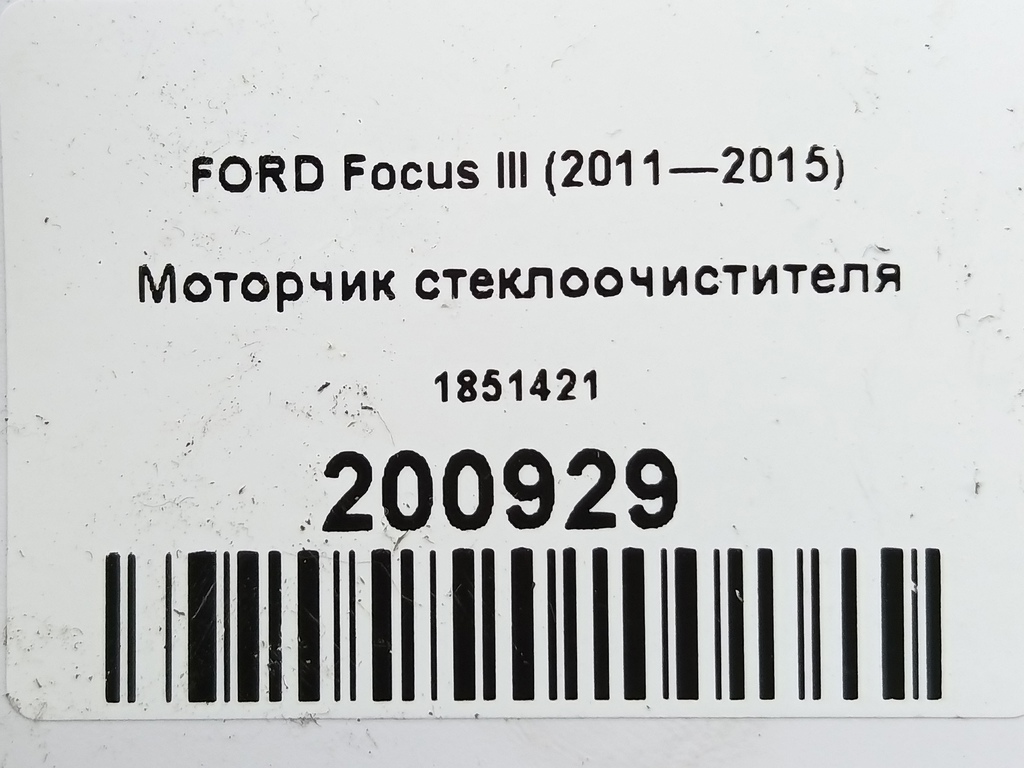 FORD Focus III (2011—2015)
Моторчик стеклоочистителя
1851421
200929